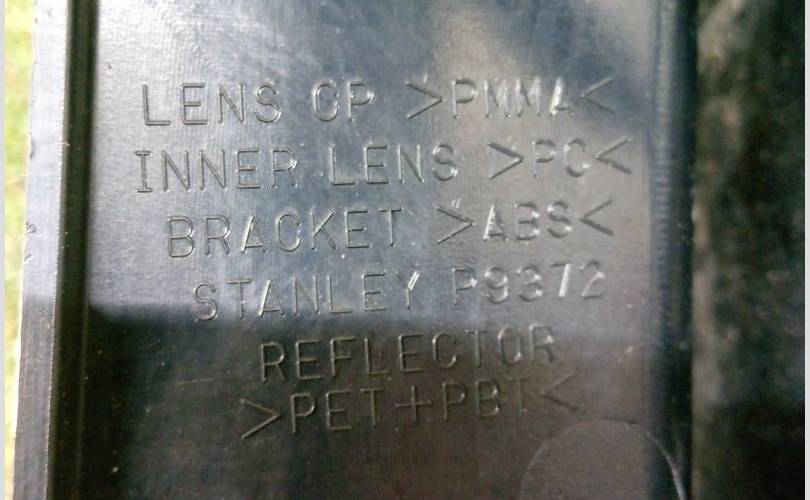 LENS CP >PMMA<
INNER LENS >PC<
BRACKET >ABS<
STANLEY P9372
REFLECTOR
>PET+PBT<